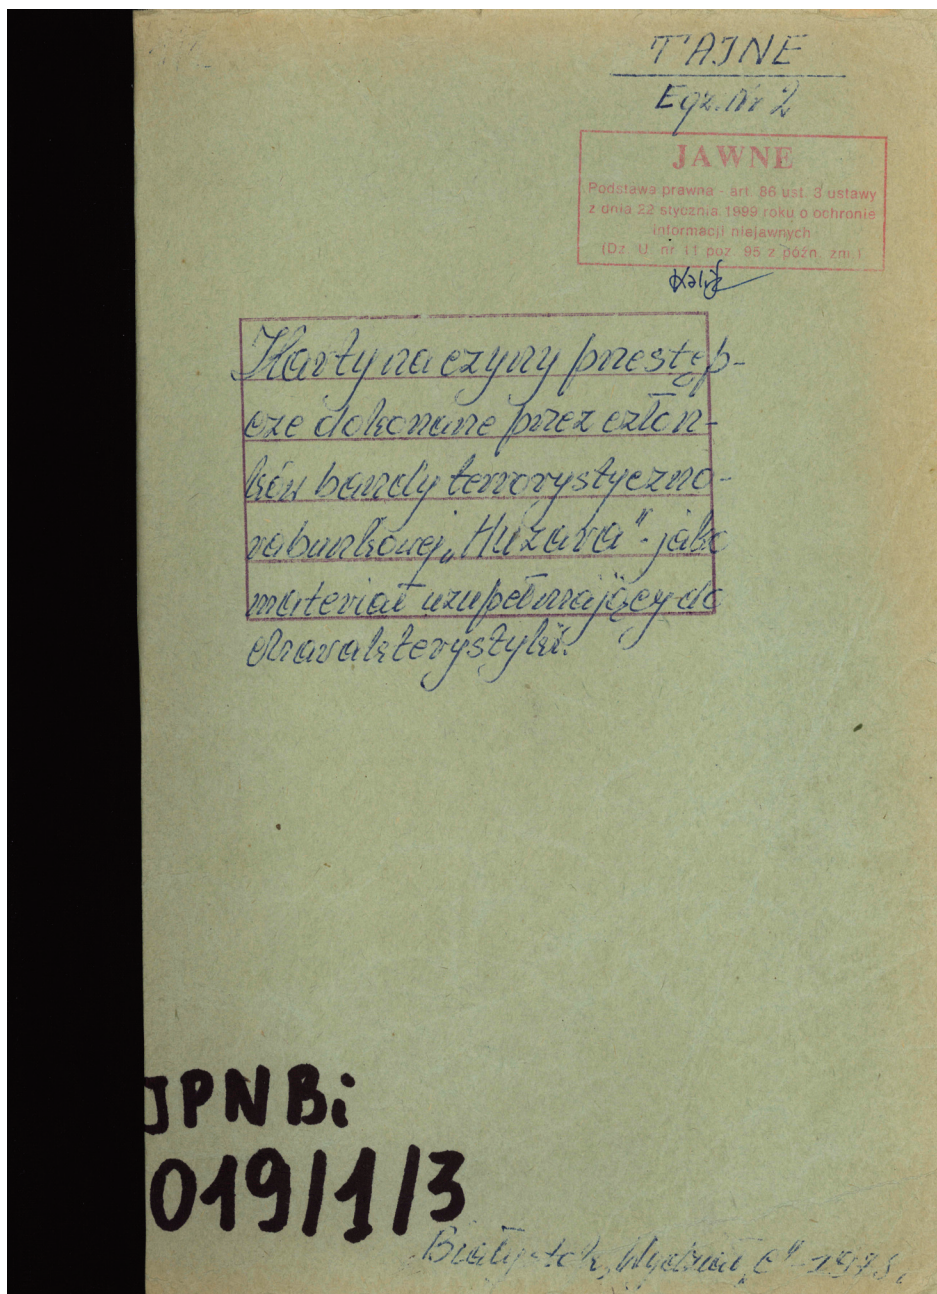 TAJNE
Egz. Nr 2
JAWNE
Podstawa prawna - art. 86 ust. 3 ustawy
z dnia 22 stycznia 1999 roku o ochronie
informacji niejawnych
(Dz. U. nr 11 poz. 95 z późn. zm.)
Karty na czyny przestęp-
cze dokonane przez człon-
ków bandy terrorystyczno-
rabunkowej „Huzara" - jako
materiał uzupełniający do
charakterystyki.
JPN Bi
019/1/3
Białystok, Wydział „C" - 1978.